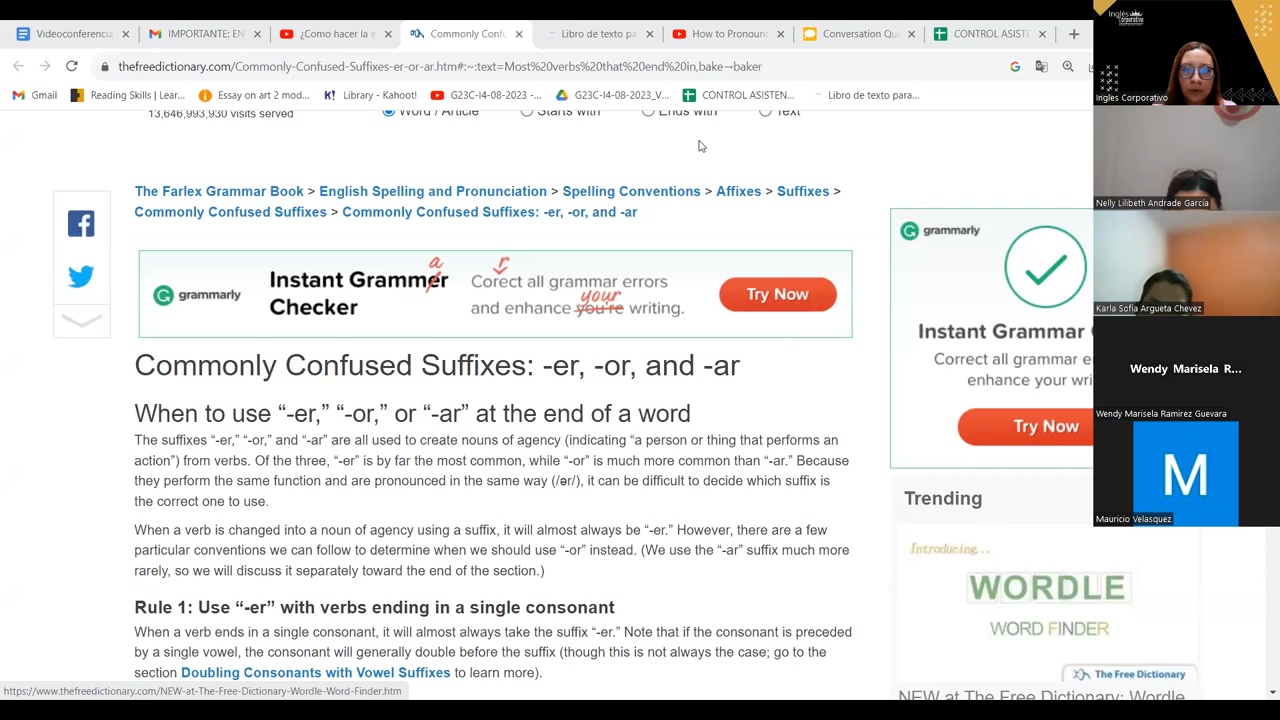 Videoconferencia
IMPORTANTE: EN
¿Como hacer la e
Commonly Confu
Libro de texto pa
How to Pronounc
Conversation Que
CONTROL ASIST
thefreedictionary.com/Commonly-Confused-Suffixes-er-or-ar.htm#:~:text=Most%20verbs%20that%20end%20in,bake→baker
Gmail
Reading Skills | Lear...
Essay on art 2 mod...
Library - Kahoot!
G23C-I4-08-2023 -...
G23C-I4-08-2023_V...
CONTROL ASISTEN...
Libro de texto para...
13,646,993,930 visits served
Word / Article
Starts with
Ends with
Text
The Farlex Grammar Book > English Spelling and Pronunciation > Spelling Conventions > Affixes > Suffixes >
Commonly Confused Suffixes > Commonly Confused Suffixes: -er, -or, and -ar
grammarly
Instant Grammer a
Checker
Corect all grammar errors r
and enhance you're your writing.
Try Now
Commonly Confused Suffixes: -er, -or, and -ar
When to use “-er,” “-or,” or “-ar” at the end of a word
The suffixes “-er,” “-or,” and “-ar” are all used to create nouns of agency (indicating “a person or thing that performs an
action”) from verbs. Of the three, “-er” is by far the most common, while “-or” is much more common than “-ar.” Because
they perform the same function and are pronounced in the same way (/ər/), it can be difficult to decide which suffix is
the correct one to use.
When a verb is changed into a noun of agency using a suffix, it will almost always be “-er.” However, there are a few
particular conventions we can follow to determine when we should use “-or” instead. (We use the “-ar” suffix much more
rarely, so we will discuss it separately toward the end of the section.)
Rule 1: Use “-er” with verbs ending in a single consonant
When a verb ends in a single consonant, it will almost always take the suffix “-er.” Note that if the consonant is preceded
by a single vowel, the consonant will generally double before the suffix (though this is not always the case; go to the
section Doubling Consonants with Vowel Suffixes to learn more).
https://www.thefreedictionary.com/NEW-at-The-Free-Dictionary-Wordle-Word-Finder.htm
grammarly
Instant Grammar
Correct all grammar e
and enhance your wri
Try Now
Trending
Introducing...
WORDLE
WORD FINDER
The Free Dictionary
NEW at The Free Dictionary: Wordle
Inglés
Corporativo
Ingles Corporativo
Nelly Lilibeth Andrade García
Karla Sofia Argueta Chevez
Wendy Marisela R...
Wendy Marisela Ramirez Guevara
M
Mauricio Velasquez